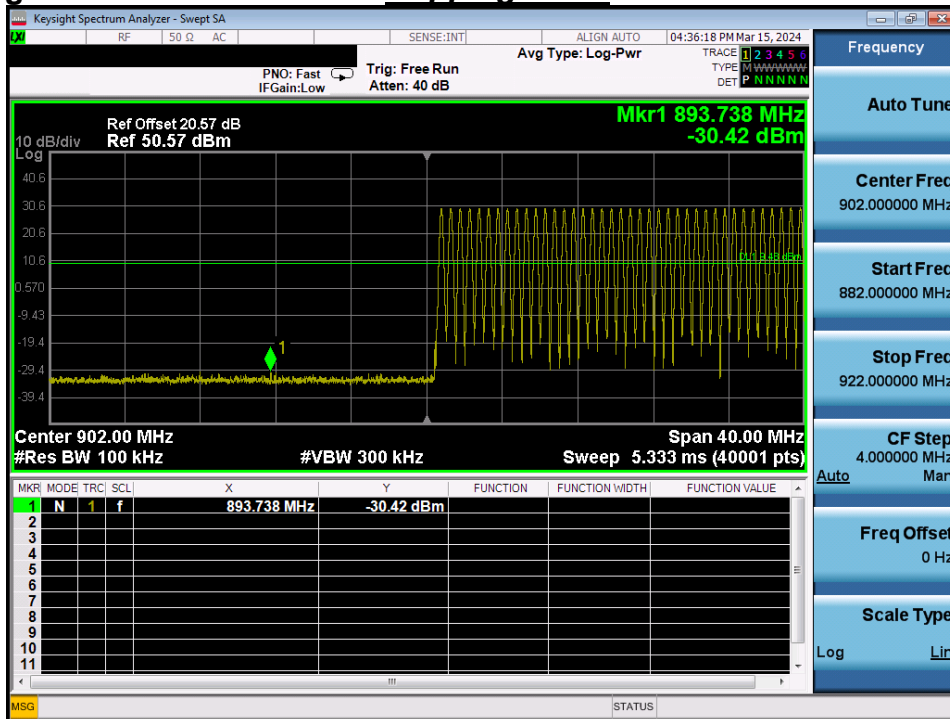 Keysight Spectrum Analyzer - Swept SA
LXI RF 50 Ω AC SENSE:INT ALIGN AUTO 04:36:18 PM Mar 15, 2024
PNO: Fast Trig: Free Run Avg Type: Log-Pwr TRACE 1 2 3 4 5 6
IFGain:Low Atten: 40 dB TYPE M WWWWW
DET P N N N N N
Mkr1 893.738 MHz
-30.42 dBm
Ref Offset 20.57 dB
10 dB/div Ref 50.57 dBm
Log
40.6
30.6
20.6
10.6
DL1 9.43 dBm
0.570
-9.43
-19.4
1
-29.4
-39.4
Center 902.00 MHz Span 40.00 MHz
#Res BW 100 kHz #VBW 300 kHz Sweep 5.333 ms (40001 pts)
MKR MODE TRC SCL X Y FUNCTION FUNCTION WIDTH FUNCTION VALUE
1 N 1 f 893.738 MHz -30.42 dBm
2
3
4
5
6
7
8
9
10
11
MSG STATUS
Frequency
Auto Tune
Center Freq
902.000000 MHz
Start Freq
882.000000 MHz
Stop Freq
922.000000 MHz
CF Step
4.000000 MHz
Auto Man
Freq Offset
0 Hz
Scale Type
Log Lin